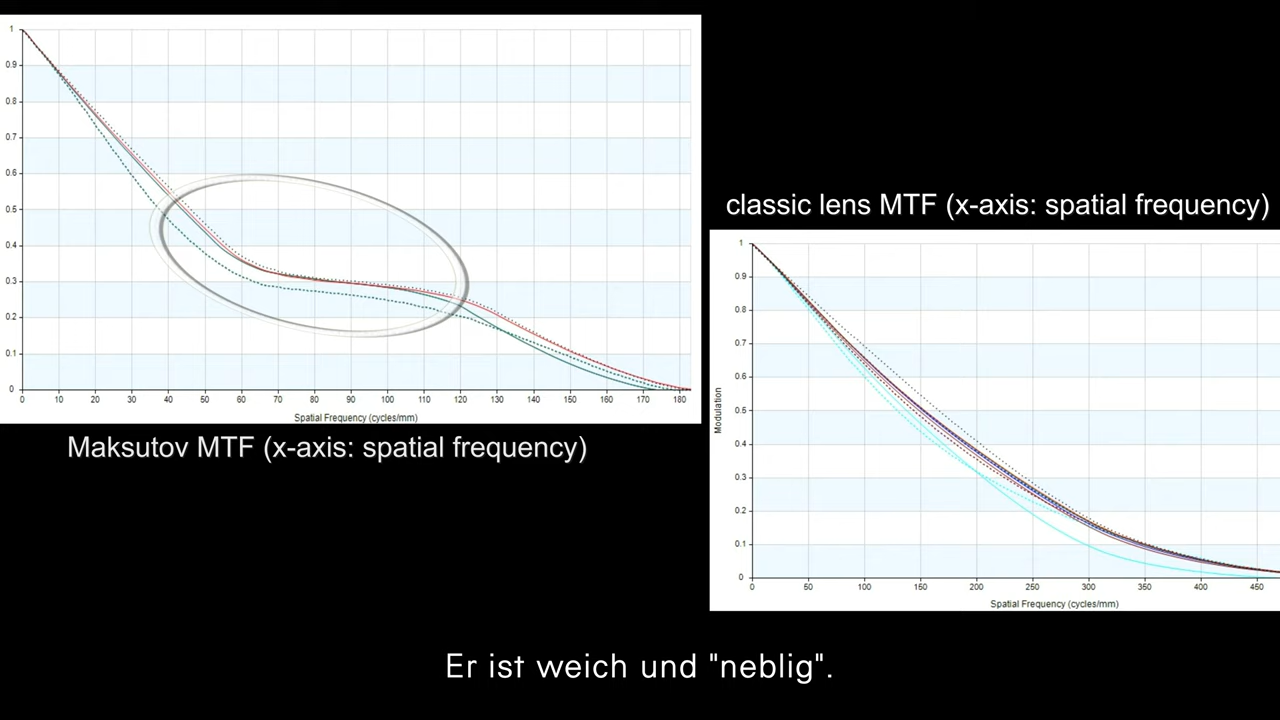 1
0.9
0.8
0.7
0.6
0.5
0.4
0.3
0.2
0.1
0
0 10 20 30 40 50 60 70 80 90 100 110 120 130 140 150 160 170 180
Spatial Frequency (cycles/mm)
Maksutov MTF (x-axis: spatial frequency)
classic lens MTF (x-axis: spatial frequency)
1
0.9
0.8
0.7
0.6
0.5
0.4
0.3
0.2
0.1
0
Modulation
0 50 100 150 200 250 300 350 400 450
Spatial Frequency (cycles/mm)
Er ist weich und "neblig".